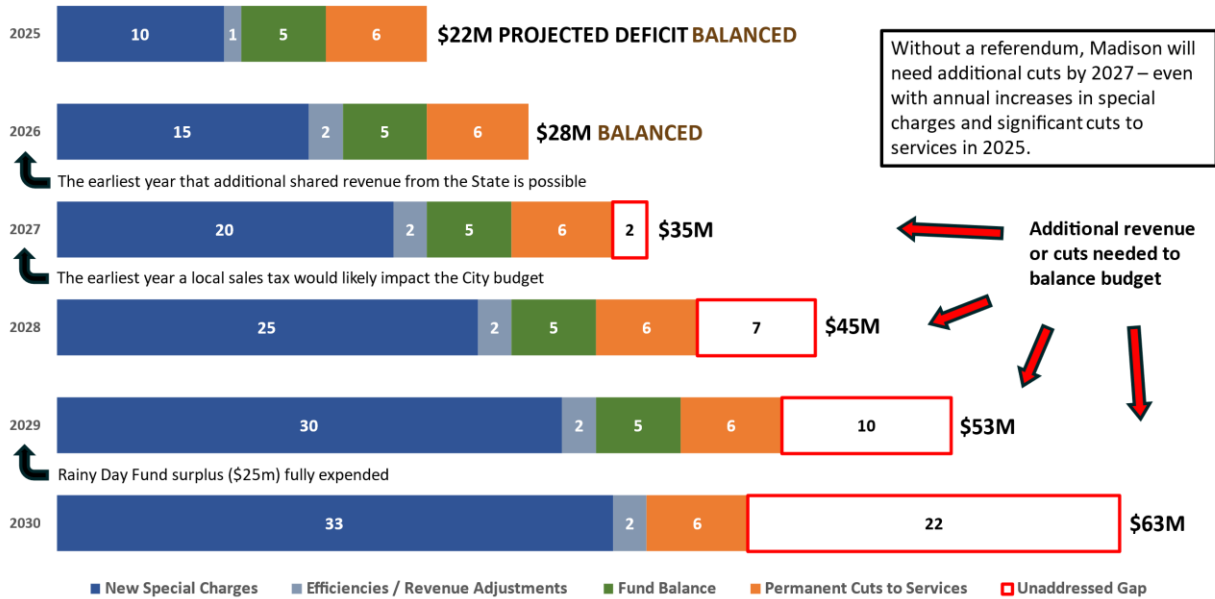 2025
10
1
5
6
$22M PROJECTED DEFICIT BALANCED
Without a referendum, Madison will
need additional cuts by 2027 – even
with annual increases in special
charges and significant cuts to
services in 2025.
2026
15
2
5
6
$28M BALANCED
The earliest year that additional shared revenue from the State is possible
2027
20
2
5
6
2
$35M
Additional revenue
or cuts needed to
balance budget
The earliest year a local sales tax would likely impact the City budget
2028
25
2
5
6
7
$45M
2029
30
2
5
6
10
$53M
Rainy Day Fund surplus ($25m) fully expended
2030
33
2
6
22
$63M
New Special Charges
Efficiencies / Revenue Adjustments
Fund Balance
Permanent Cuts to Services
Unaddressed Gap